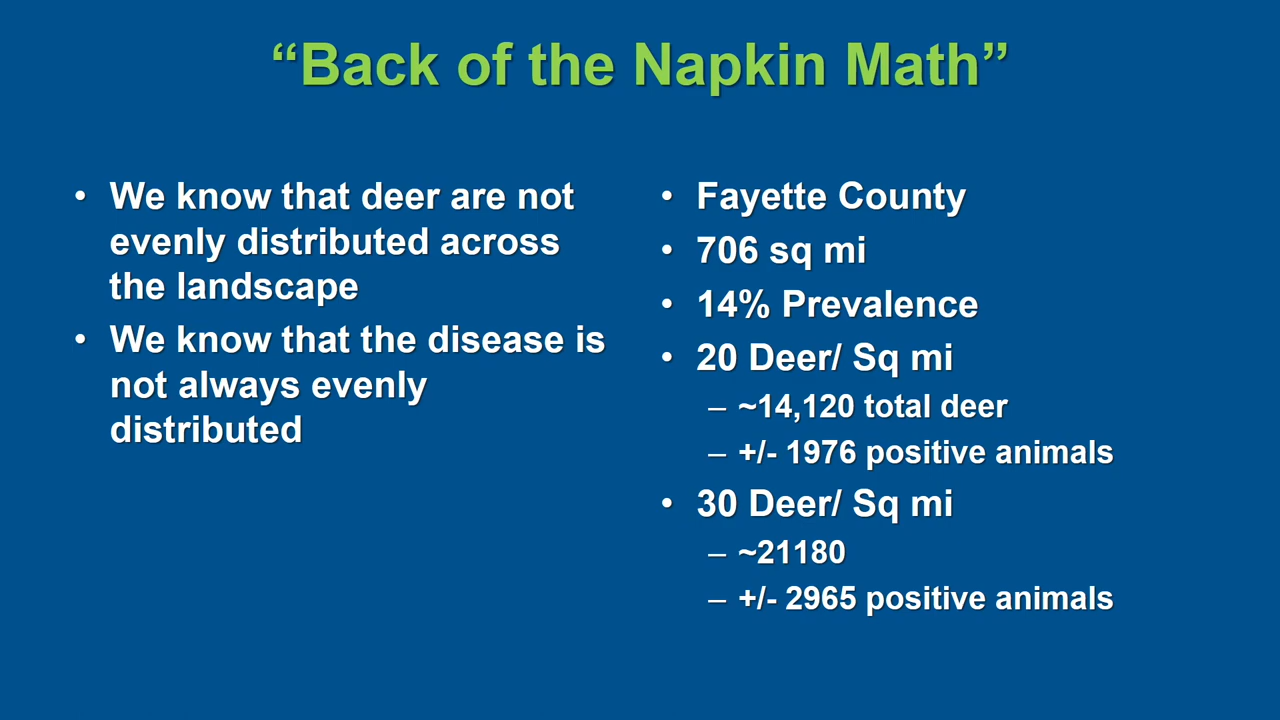 “Back of the Napkin Math”
• We know that deer are not
evenly distributed across
the landscape
• We know that the disease is
not always evenly
distributed
• Fayette County
• 706 sq mi
• 14% Prevalence
• 20 Deer/ Sq mi
– ~14,120 total deer
– +/- 1976 positive animals
• 30 Deer/ Sq mi
– ~21180
– +/- 2965 positive animals